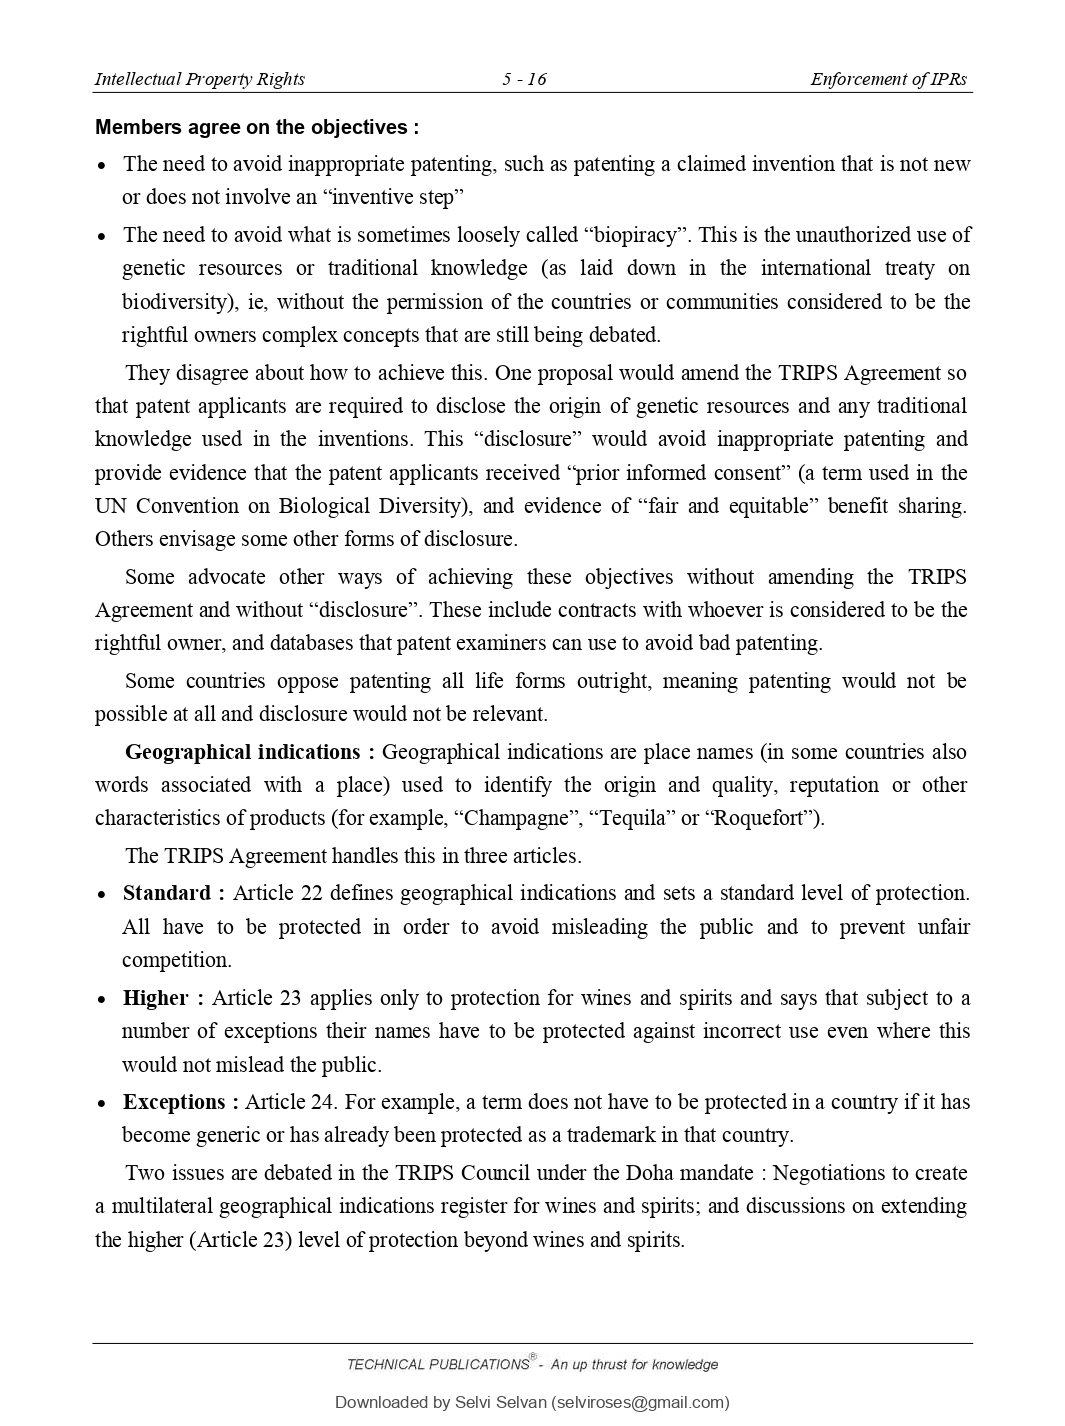 Intellectual Property Rights 5 - 16 Enforcement of IPRs
Members agree on the objectives :
• The need to avoid inappropriate patenting, such as patenting a claimed invention that is not new
or does not involve an “inventive step”
• The need to avoid what is sometimes loosely called “biopiracy”. This is the unauthorized use of
genetic resources or traditional knowledge (as laid down in the international treaty on
biodiversity), ie, without the permission of the countries or communities considered to be the
rightful owners complex concepts that are still being debated.
They disagree about how to achieve this. One proposal would amend the TRIPS Agreement so
that patent applicants are required to disclose the origin of genetic resources and any traditional
knowledge used in the inventions. This “disclosure” would avoid inappropriate patenting and
provide evidence that the patent applicants received “prior informed consent” (a term used in the
UN Convention on Biological Diversity), and evidence of “fair and equitable” benefit sharing.
Others envisage some other forms of disclosure.
Some advocate other ways of achieving these objectives without amending the TRIPS
Agreement and without “disclosure”. These include contracts with whoever is considered to be the
rightful owner, and databases that patent examiners can use to avoid bad patenting.
Some countries oppose patenting all life forms outright, meaning patenting would not be
possible at all and disclosure would not be relevant.
Geographical indications : Geographical indications are place names (in some countries also
words associated with a place) used to identify the origin and quality, reputation or other
characteristics of products (for example, “Champagne”, “Tequila” or “Roquefort”).
The TRIPS Agreement handles this in three articles.
• Standard : Article 22 defines geographical indications and sets a standard level of protection.
All have to be protected in order to avoid misleading the public and to prevent unfair
competition.
• Higher : Article 23 applies only to protection for wines and spirits and says that subject to a
number of exceptions their names have to be protected against incorrect use even where this
would not mislead the public.
• Exceptions : Article 24. For example, a term does not have to be protected in a country if it has
become generic or has already been protected as a trademark in that country.
Two issues are debated in the TRIPS Council under the Doha mandate : Negotiations to create
a multilateral geographical indications register for wines and spirits; and discussions on extending
the higher (Article 23) level of protection beyond wines and spirits.
TECHNICAL PUBLICATIONS® - An up thrust for knowledge
Downloaded by Selvi Selvan (selviroses@gmail.com)